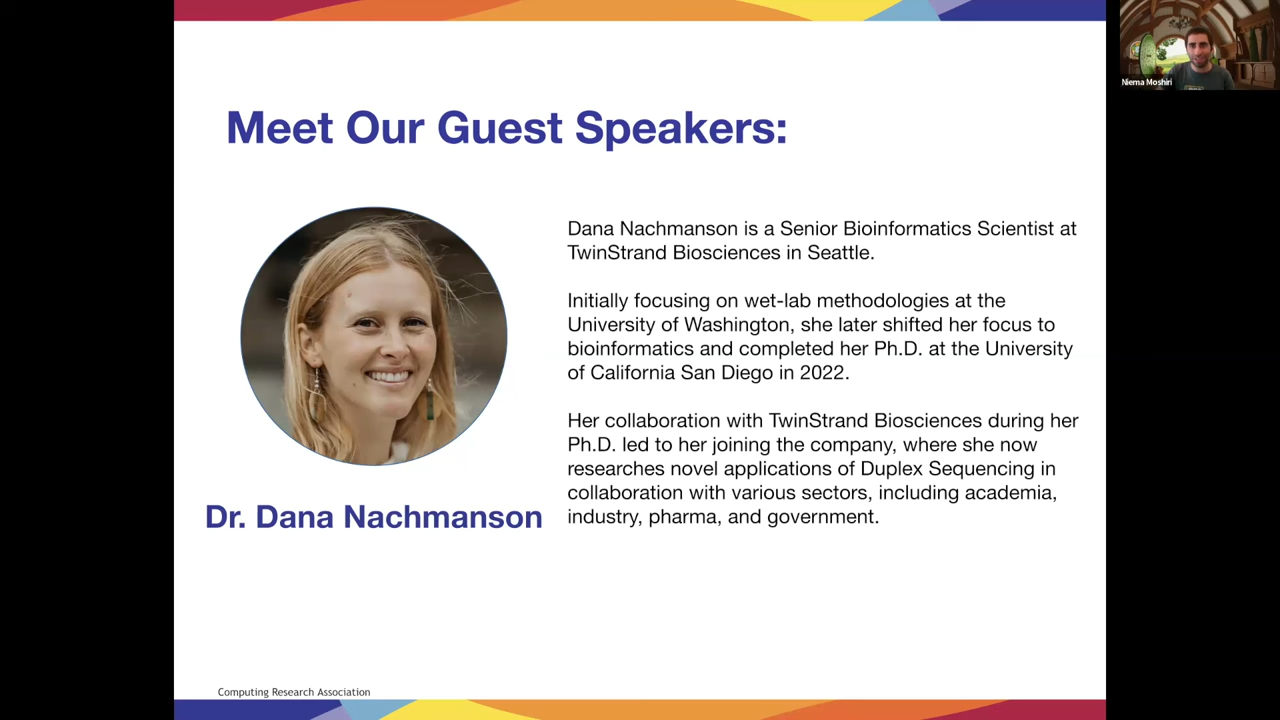 Meet Our Guest Speakers:
Dana Nachmanson is a Senior Bioinformatics Scientist at
TwinStrand Biosciences in Seattle.
Initially focusing on wet-lab methodologies at the
University of Washington, she later shifted her focus to
bioinformatics and completed her Ph.D. at the University
of California San Diego in 2022.
Her collaboration with TwinStrand Biosciences during her
Ph.D. led to her joining the company, where she now
researches novel applications of Duplex Sequencing in
collaboration with various sectors, including academia,
industry, pharma, and government.
Dr. Dana Nachmanson
Computing Research Association
Niema Moshiri